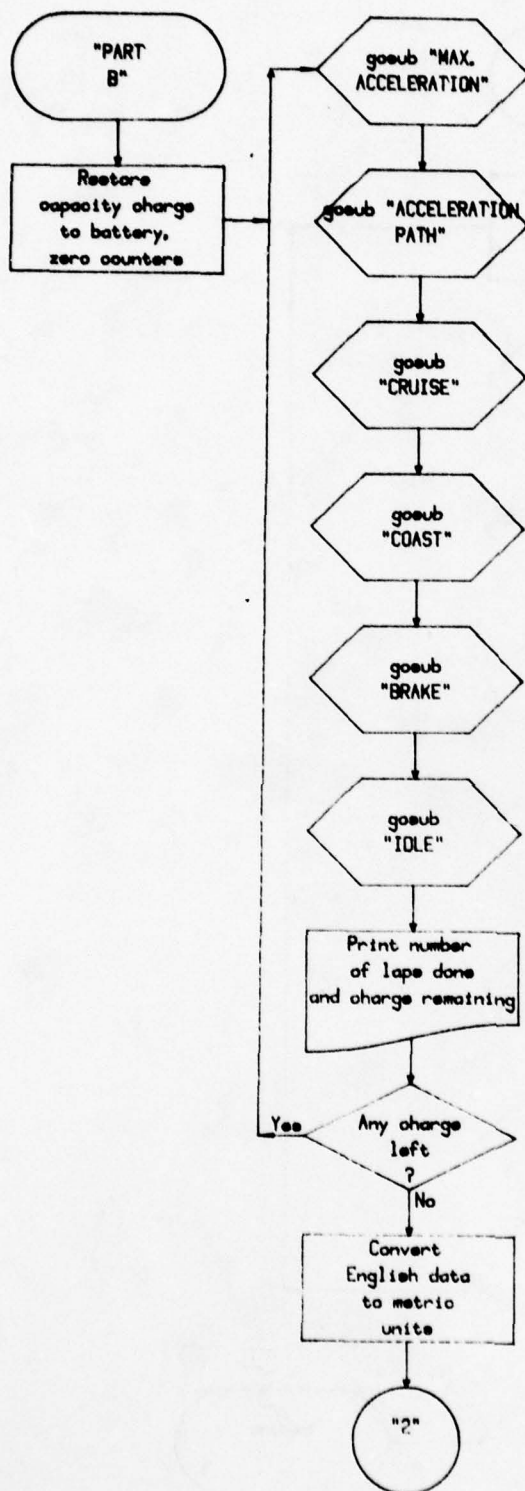 "PART
B"
Restore
capacity charge
to battery,
zero counters
gosub "MAX.
ACCELERATION"
gosub "ACCELERATION
PATH"
gosub
"CRUISE"
gosub
"COAST"
gosub
"BRAKE"
gosub
"IDLE"
Print number
of laps done
and charge remaining
Any charge
left
?
Yes
No
Convert
English data
to metric
units
"2"